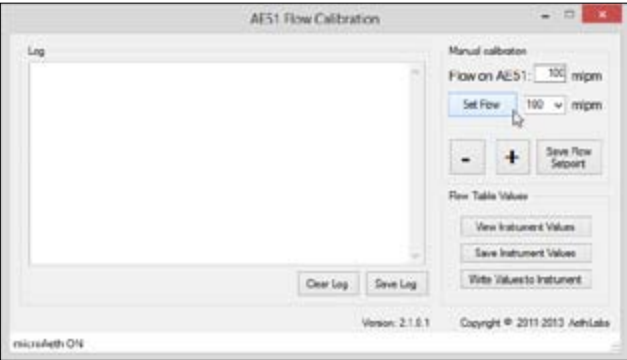 AE51 Flow Calibration
Log
Manual calibration
Flow on AE51: 100 mlpm
Set Flow 100 mlpm
- + Save Flow Setpoint
Flow Table Values
View Instrument Values
Save Instrument Values
Write Values to Instrument
Clear Log Save Log
Version: 2.1.0.1 Copyright © 2011-2013 AethLabs
microAeth ON